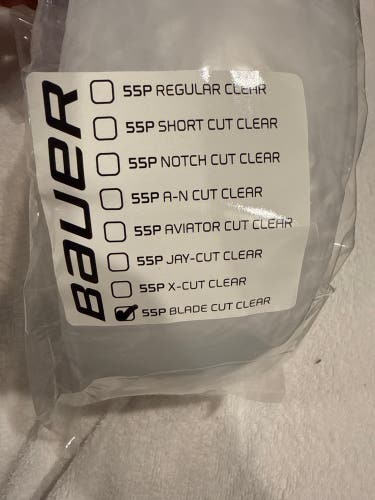 BAUER
55P REGULAR CLEAR
55P SHORT CUT CLEAR
55P NOTCH CUT CLEAR
55P A-N CUT CLEAR
55P AVIATOR CUT CLEAR
55P JAY-CUT CLEAR
55P X-CUT CLEAR
55P BLADE CUT CLEAR